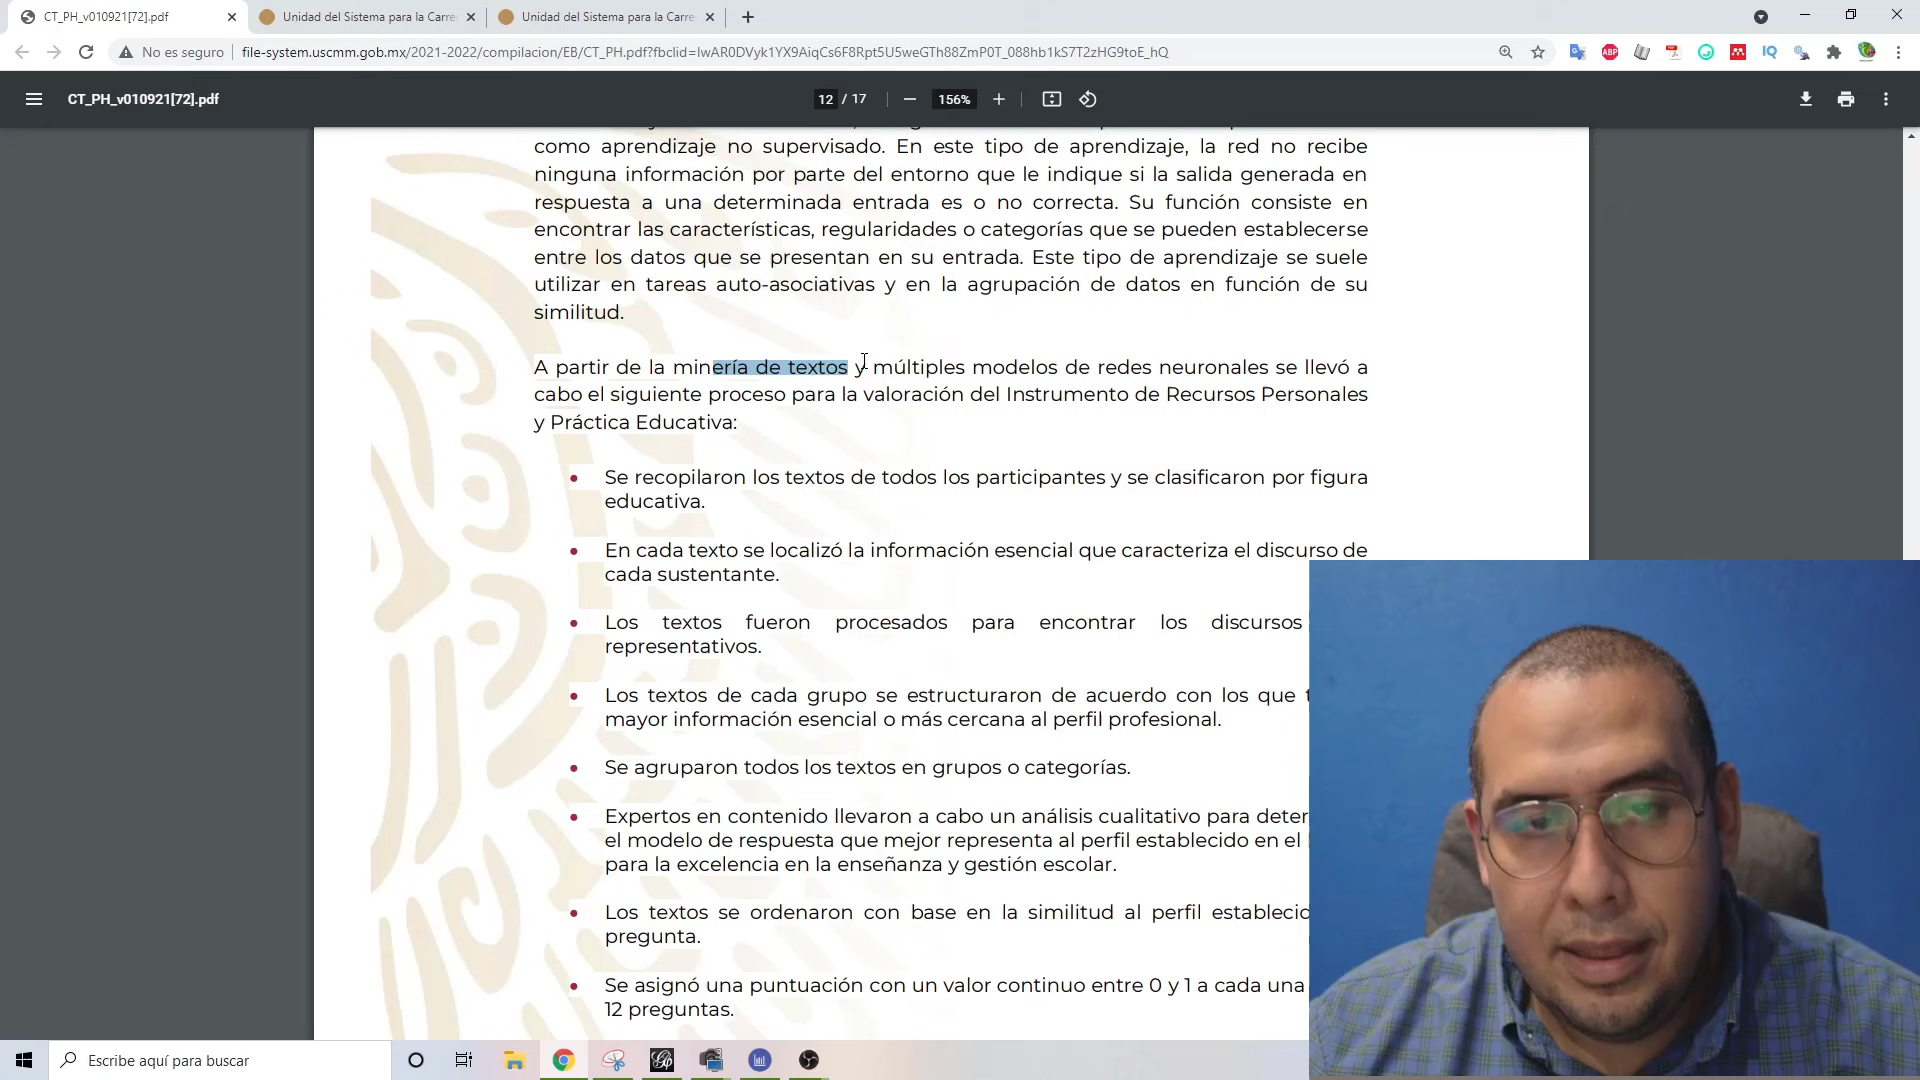 CT_PH_v010921[72].pdf
Unidad del Sistema para la Carre
Unidad del Sistema para la Carre
No es seguro
file-system.uscmm.gob.mx/2021-2022/compilacion/EB/CT_PH.pdf?fbclid=IwAR0DVyk1YX9AiqCs6F8Rpt5U5weGTh88ZmP0T_088hb1kS7T2zHG9toE_hQ
ABP
IQ
CT_PH_v010921[72].pdf
12 / 17
156%
como aprendizaje no supervisado. En este tipo de aprendizaje, la red no recibe
ninguna información por parte del entorno que le indique si la salida generada en
respuesta a una determinada entrada es o no correcta. Su función consiste en
encontrar las características, regularidades o categorías que se pueden establecerse
entre los datos que se presentan en su entrada. Este tipo de aprendizaje se suele
utilizar en tareas auto-asociativas y en la agrupación de datos en función de su
similitud.
A partir de la minería de textos y múltiples modelos de redes neuronales se llevó a
cabo el siguiente proceso para la valoración del Instrumento de Recursos Personales
y Práctica Educativa:
Se recopilaron los textos de todos los participantes y se clasificaron por figura
educativa.
En cada texto se localizó la información esencial que caracteriza el discurso de
cada sustentante.
Los textos fueron procesados para encontrar los discursos
representativos.
Los textos de cada grupo se estructuraron de acuerdo con los que t
mayor información esencial o más cercana al perfil profesional.
Se agruparon todos los textos en grupos o categorías.
Expertos en contenido llevaron a cabo un análisis cualitativo para deter
el modelo de respuesta que mejor representa al perfil establecido en el
para la excelencia en la enseñanza y gestión escolar.
Los textos se ordenaron con base en la similitud al perfil establecid
pregunta.
Se asignó una puntuación con un valor continuo entre 0 y 1 a cada una
12 preguntas.
Escribe aquí para buscar